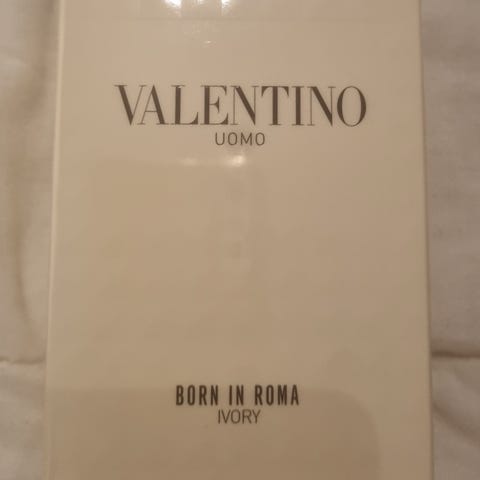 VALENTINO
UOMO
BORN IN ROMA
IVORY